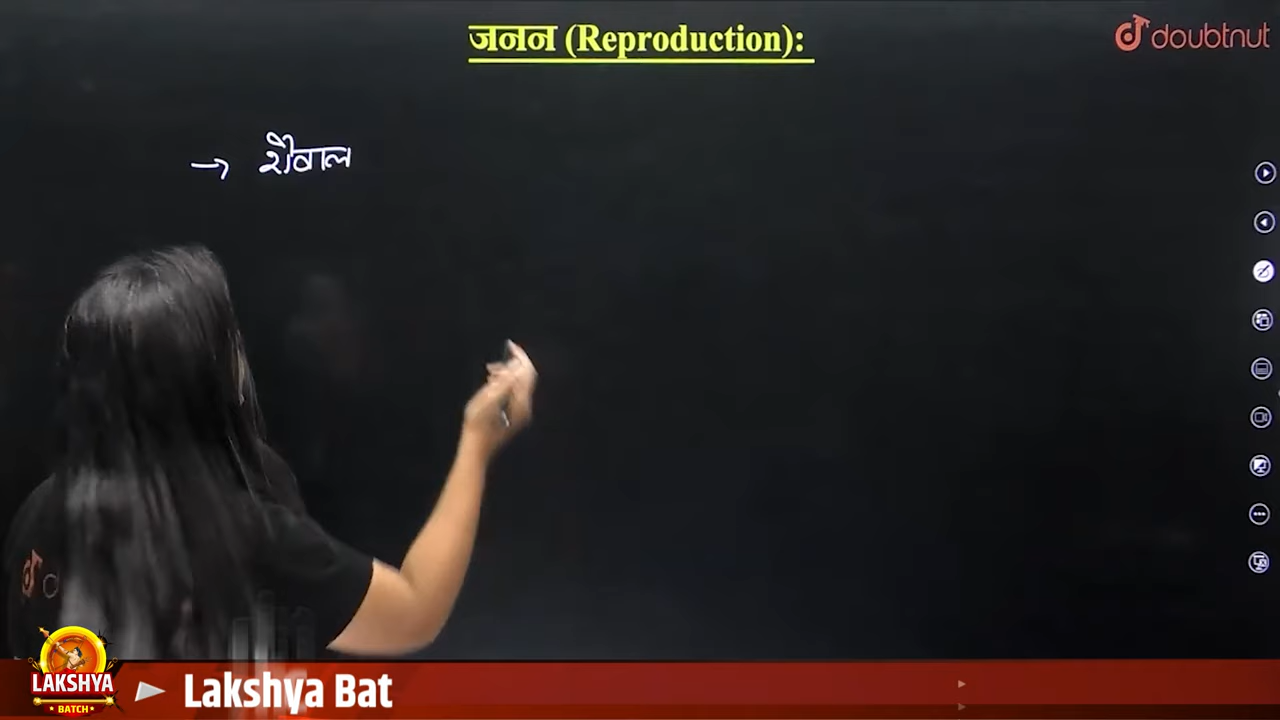 जनन (Reproduction):
doubtnut
→ शैवाल
d
LAKSHYA
BATCH
Lakshya Bat